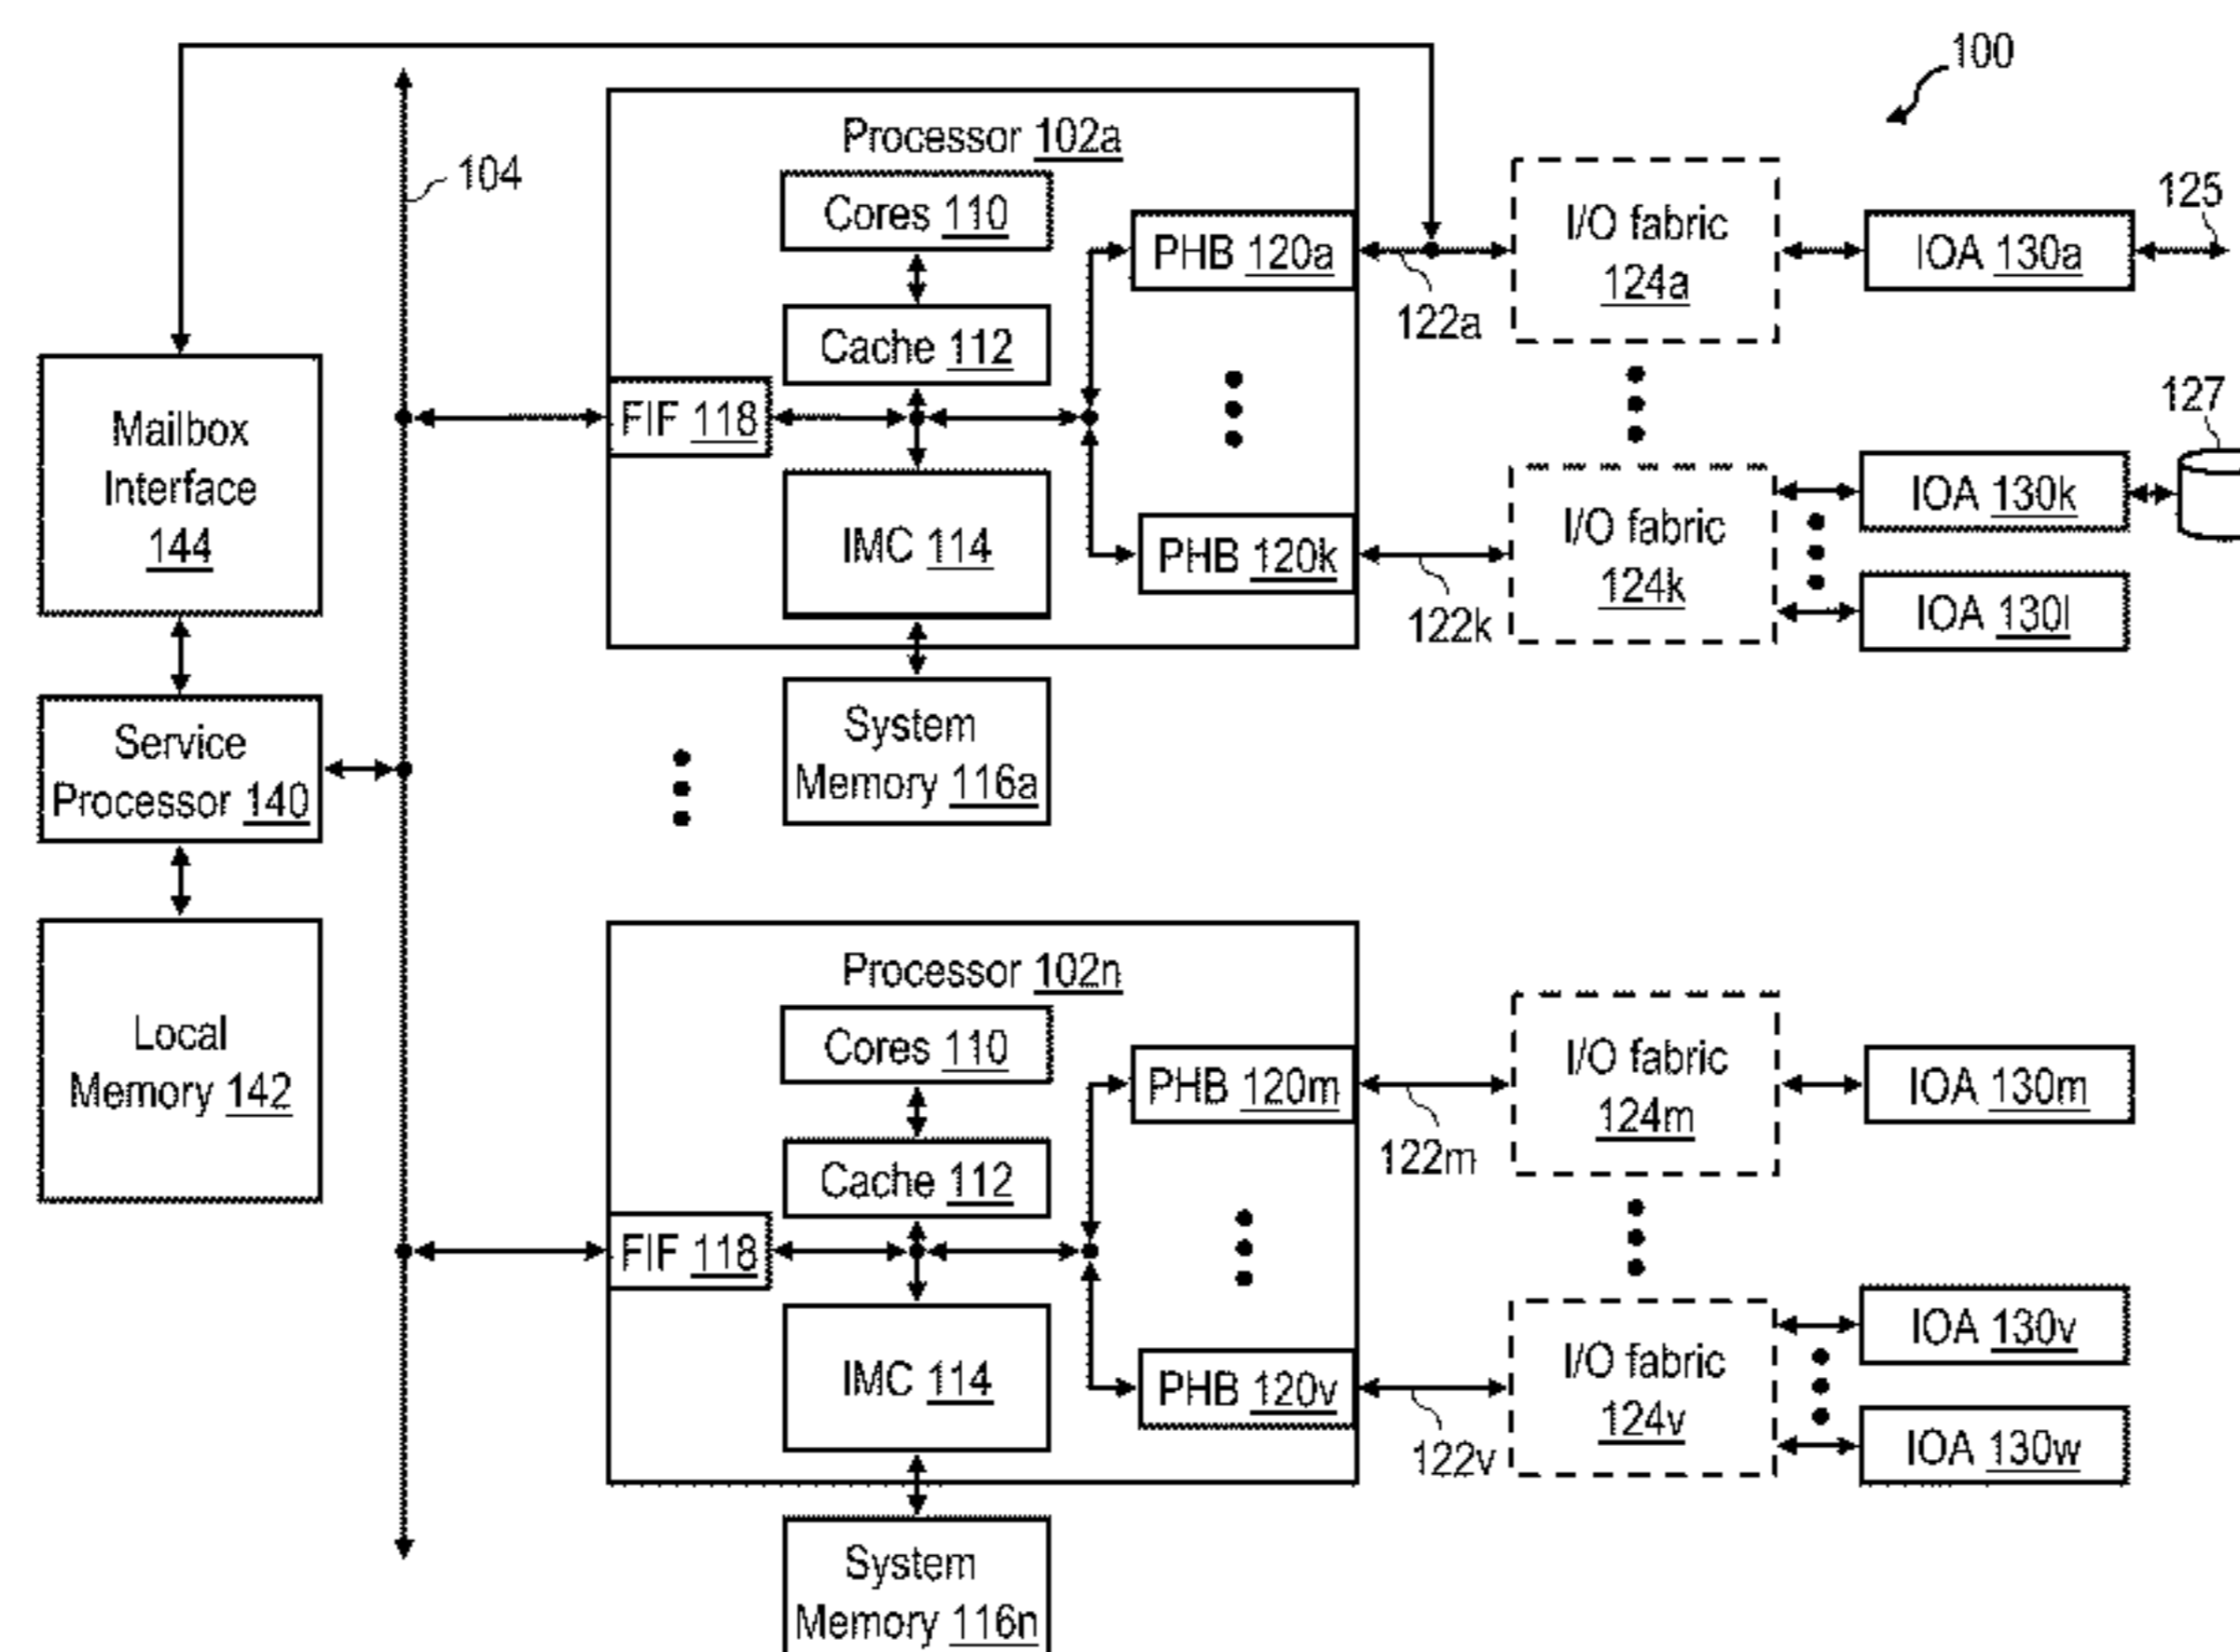 100
Processor 102a
104
Cores 110
PHB 120a
I/O fabric
124a
IOA 130a
125
122a
Cache 112
Mailbox
Interface
144
FIF 118
127
IOA 130k
IMC 114
PHB 120k
I/O fabric
124k
122k
IOA 130l
Service
Processor 140
System
Memory 116a
Processor 102n
Local
Memory 142
Cores 110
PHB 120m
I/O fabric
124m
IOA 130m
122m
Cache 112
FIF 118
IOA 130v
IMC 114
PHB 120v
I/O fabric
124v
122v
IOA 130w
System
Memory 116n